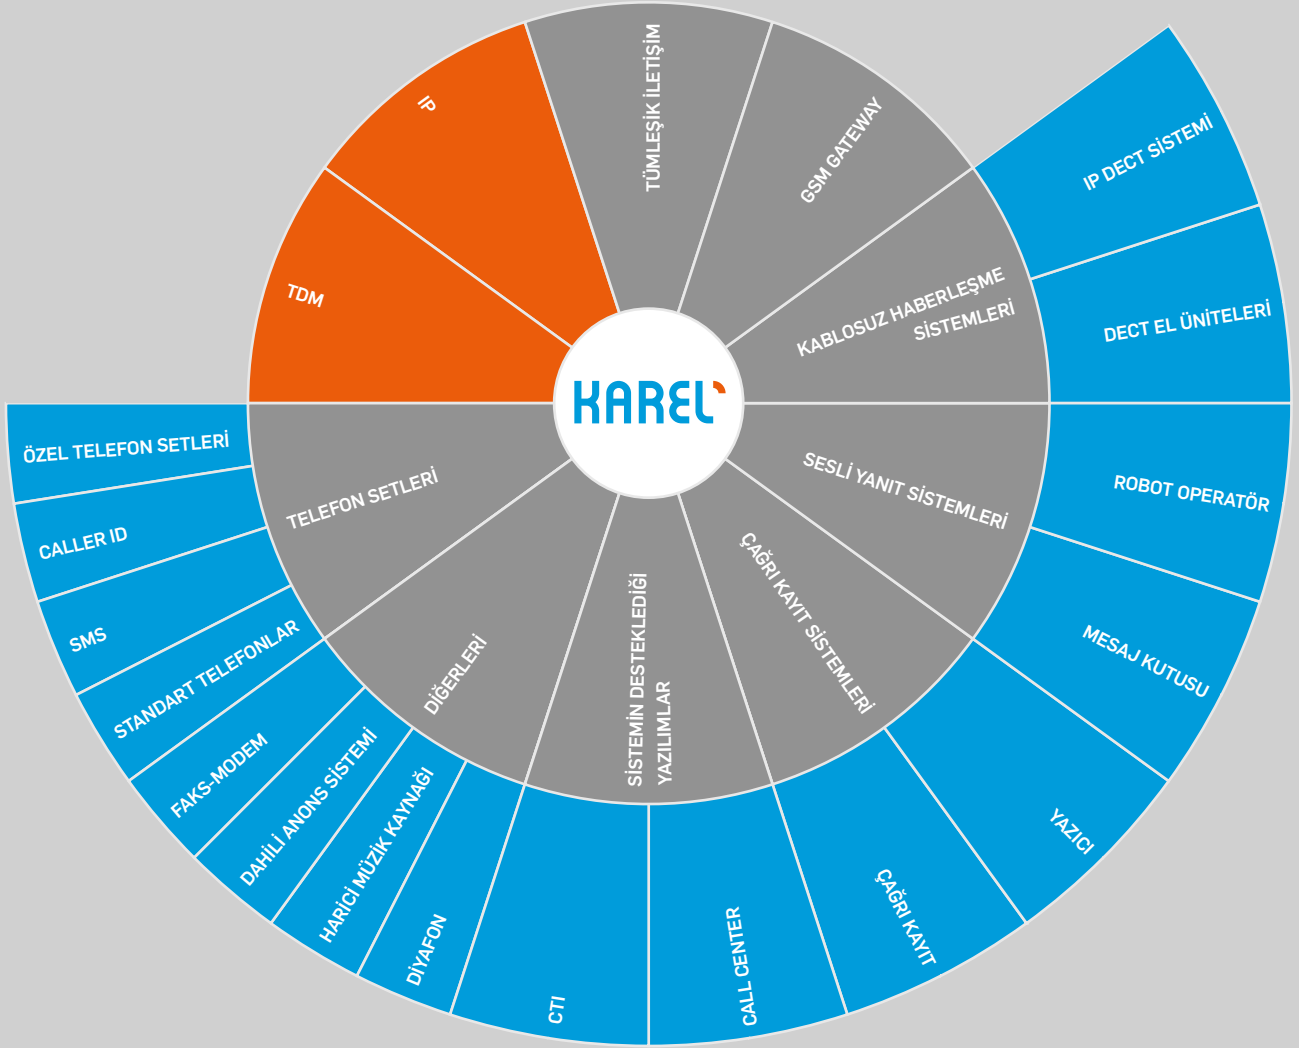 TÜMLEŞİK İLETİŞİM
GSM GATEWAY
KABLOSUZ HABERLEŞME
SİSTEMLERİ
IP DECT SİSTEMİ
DECT EL ÜNİTELERİ
SESLİ YANIT SİSTEMLERİ
ROBOT OPERATÖR
MESAJ KUTUSU
ÇAĞRI KAYIT SİSTEMLERİ
YAZICI
ÇAĞRI KAYIT
SİSTEMİN DESTEKLEDİĞİ
YAZILIMLAR
CALL CENTER
CTI
DİĞERLERİ
DİYAFON
HARİCİ MÜZİK KAYNAĞI
DAHİLİ ANONS SİSTEMİ
FAKS-MODEM
TELEFON SETLERİ
STANDART TELEFONLAR
SMS
CALLER ID
ÖZEL TELEFON SETLERİ
TDM
IP
KAREL